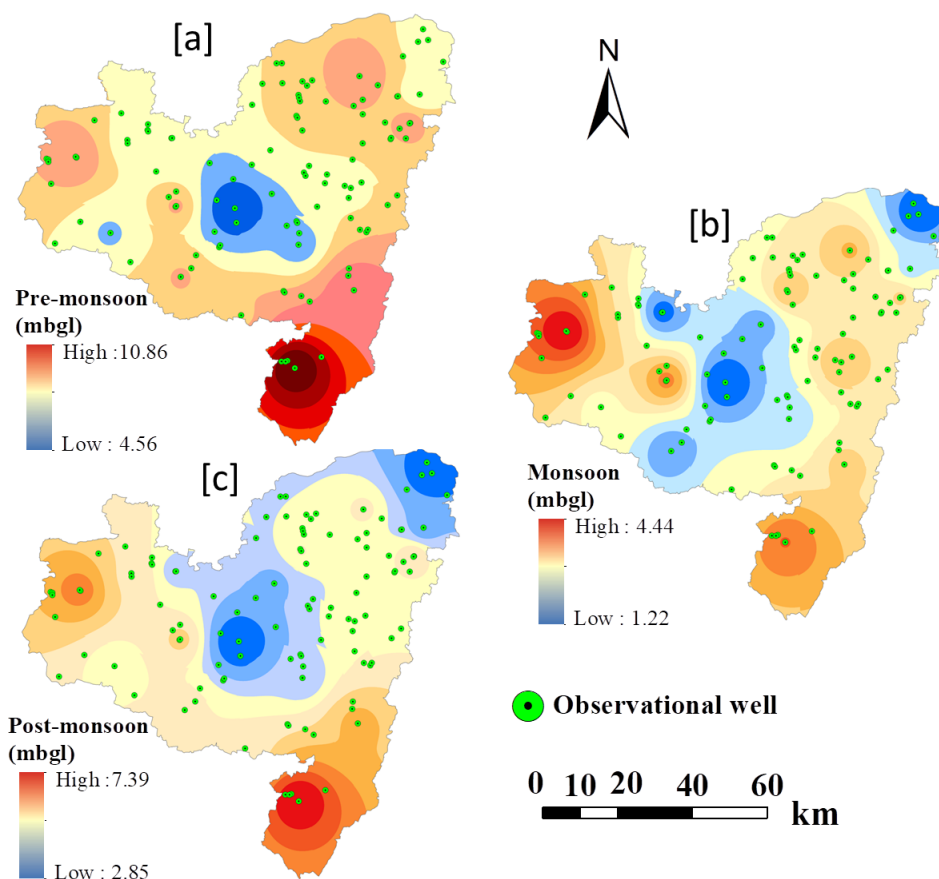 [a]
Pre-monsoon
(mbgl)
High :10.86
Low : 4.56
N
[b]
Monsoon
(mbgl)
High : 4.44
Low : 1.22
[c]
Post-monsoon
(mbgl)
High :7.39
Low : 2.85
Observational well
0 10 20 40 60
km